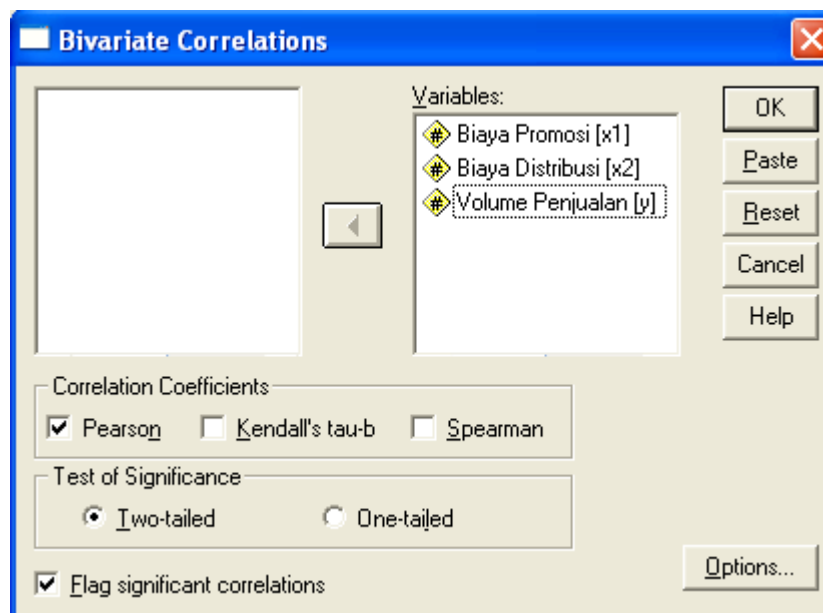 Bivariate Correlations
Variables:
# Biaya Promosi [x1]
# Biaya Distribusi [x2]
# Volume Penjualan [y]
OK
Paste
Reset
Cancel
Help
Correlation Coefficients
Pearson Kendall's tau-b Spearman
Test of Significance
Two-tailed One-tailed
Flag significant correlations
Options...